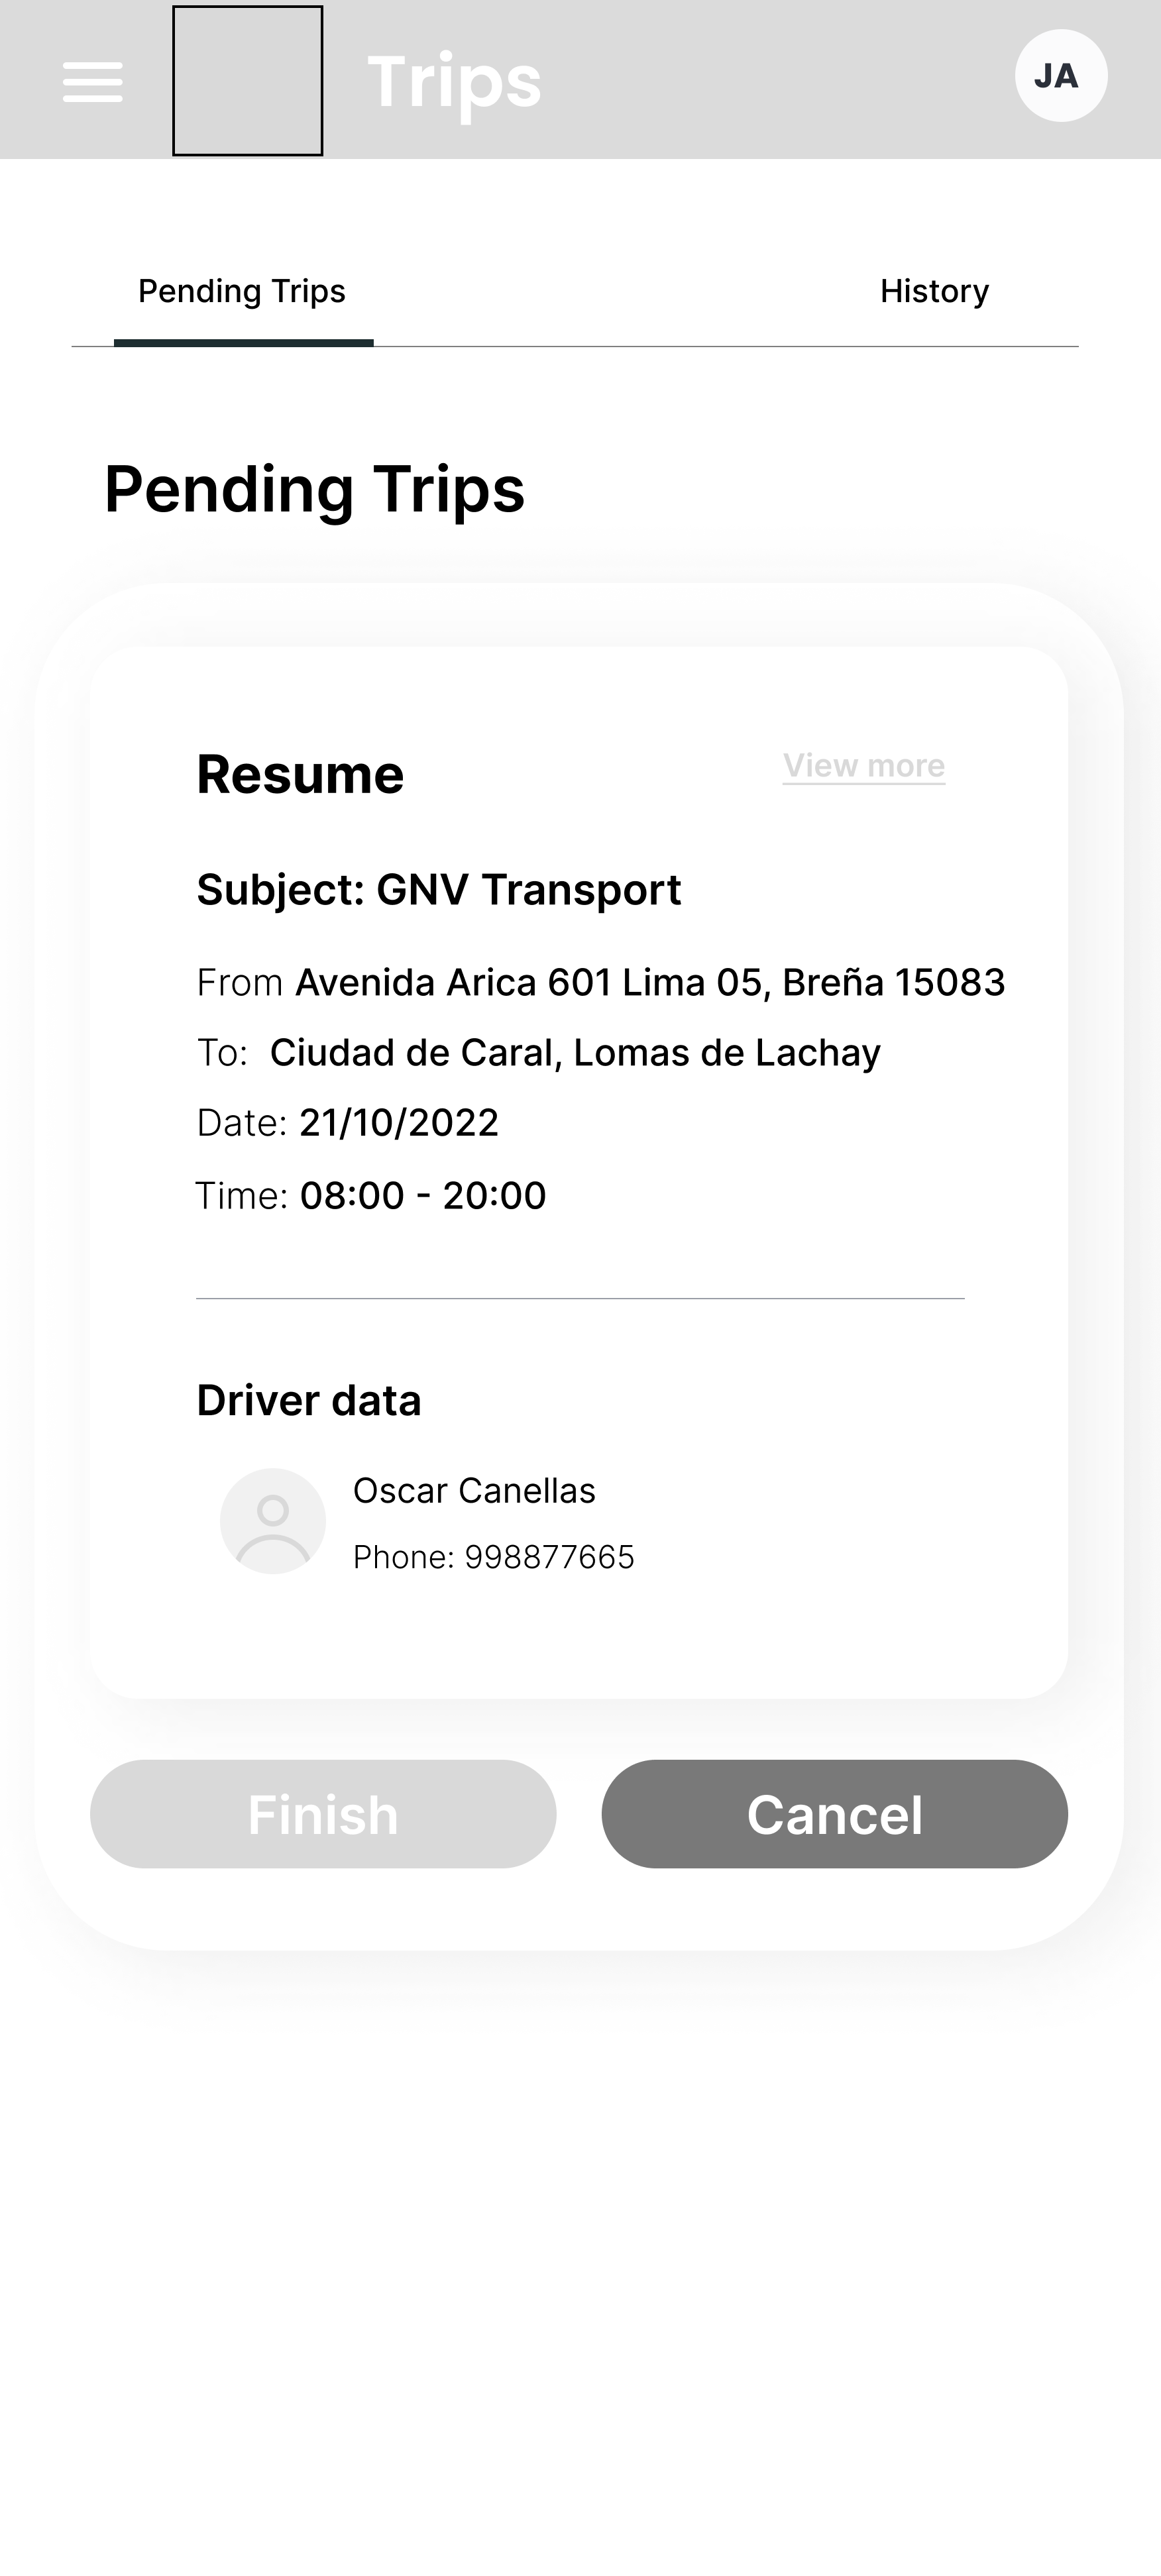 Trips
JA
Pending Trips
History
Pending Trips
Resume
View more
Subject: GNV Transport
From Avenida Arica 601 Lima 05, Breña 15083
To: Ciudad de Caral, Lomas de Lachay
Date: 21/10/2022
Time: 08:00 - 20:00
Driver data
Oscar Canellas
Phone: 998877665
Finish
Cancel